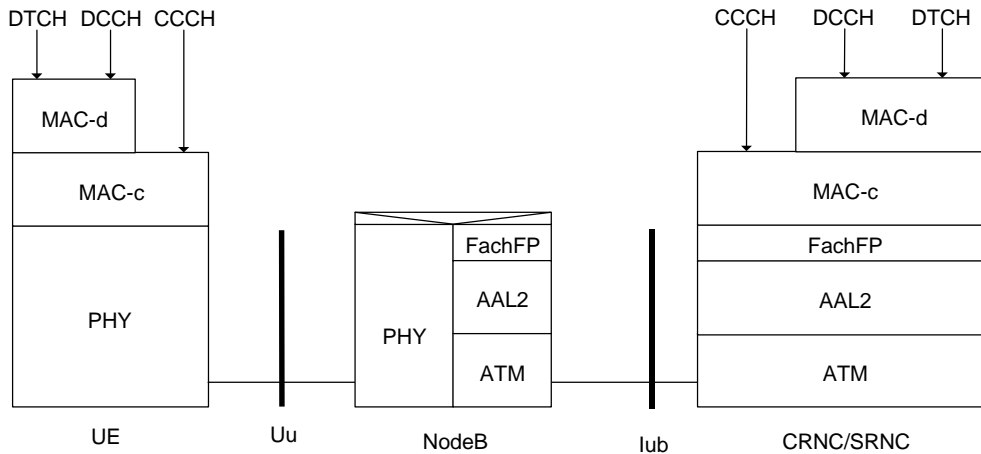 DTCH DCCH CCCH
CCCH DCCH DTCH
MAC-d
MAC-d
MAC-c
MAC-c
FachFP
FachFP
PHY
PHY
AAL2
AAL2
ATM
ATM
UE
Uu
NodeB
Iub
CRNC/SRNC